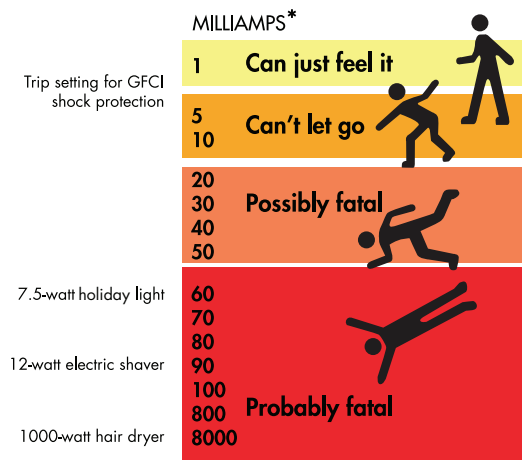 MILLIAMPS*
1 Can just feel it
Trip setting for GFCI
shock protection
5
10
Can't let go
20
30
40
50
Possibly fatal
7.5-watt holiday light 60
70
80
12-watt electric shaver 90
100
800
Probably fatal
1000-watt hair dryer 8000